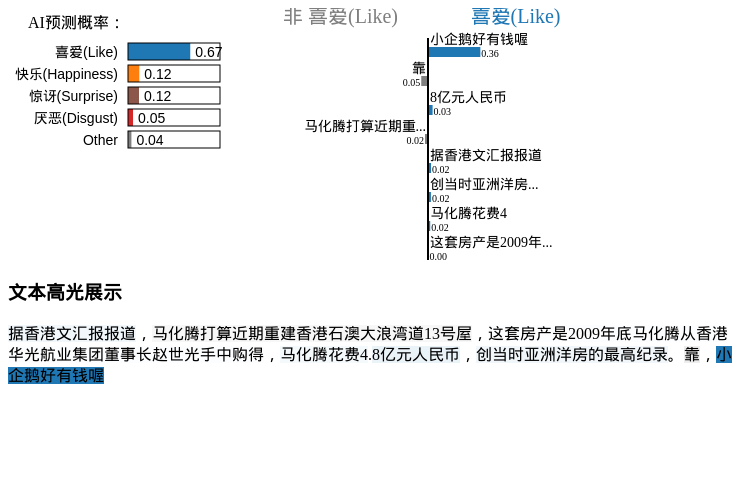 AI预测概率：
喜爱(Like) 0.67
快乐(Happiness) 0.12
惊讶(Surprise) 0.12
厌恶(Disgust) 0.05
Other 0.04
非 喜爱(Like) 喜爱(Like)
小企鹅好有钱喔
0.36
靠
0.05
8亿元人民币
0.03
马化腾打算近期重...
0.02
据香港文汇报报道
0.02
创当时亚洲洋房...
0.02
马化腾花费4
0.02
这套房产是2009年...
0.00
文本高光展示
据香港文汇报报道，马化腾打算近期重建香港石澳大浪湾道13号屋，这套房产是2009年底马化腾从香港
华光航业集团董事长赵世光手中购得，马化腾花费4.8亿元人民币，创当时亚洲洋房的最高纪录。靠，小
企鹅好有钱喔